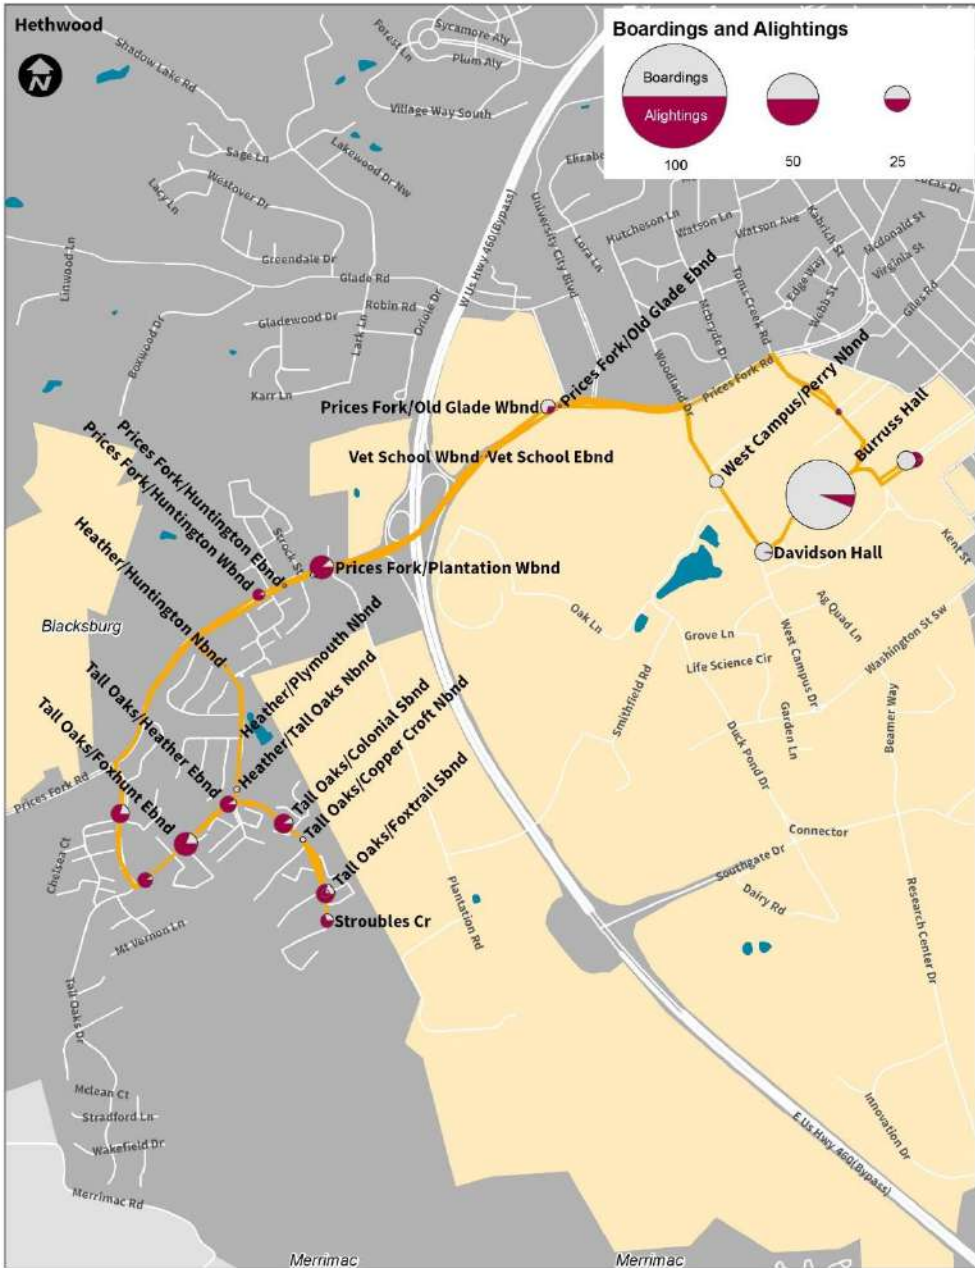 Hethwood
N
Boardings and Alightings
Boardings
Alightings
100
50
25
Shadow Lake Rd
Forest Ln
Sycamore Aly
Plum Aly
Village Way South
Sage Ln
Lakewood Dr Nw
Lacy Ln
Westover Dr
Greendale Dr
Linwood Ln
Glade Rd
Robin Rd
Oriole Dr
Gladewood Dr
Lark Ln
Boxwood Dr
Karr Ln
W Us Hwy 460(Bypass)
University City Blvd
Lora Ln
Hutcheson Ln
Watson Ln
Watson Ave
Kabrich St
Mcdonald St
Virginia St
Giles Rd
Edge Way
Webb St
Toms Creek Rd
Mcbryde Dr
Woodland Dr
Prices Fork Rd
Prices Fork/Old Glade Ebnd
Prices Fork/Old Glade Wbnd
West Campus/Perry Nbnd
Burruss Hall
Vet School Wbnd
Vet School Ebnd
Prices Fork/Huntington Ebnd
Prices Fork/Huntington Wbnd
Strock St
Prices Fork/Plantation Wbnd
Davidson Hall
Kent St
Heather/Huntington Nbnd
Blacksburg
Oak Ln
Ag Quad Ln
Washington St Sw
Grove Ln
Life Science Cir
West Campus Dr
Smithfield Rd
Garden Ln
Beamer Way
Duck Pond Dr
Heather/Plymouth Nbnd
Heather/Tall Oaks Nbnd
Tall Oaks/Colonial Sbnd
Tall Oaks/Copper Croft Nbnd
Tall Oaks/Foxtrail Sbnd
Tall Oaks/Heather Ebnd
Tall Oaks/Foxhunt Ebnd
Prices Fork Rd
Chelsea Ct
Stroubles Cr
Mt Vernon Ln
Plantation Rd
Connector
Southgate Dr
Dairy Rd
Research Center Dr
Tall Oaks Dr
Mclean Ct
Stradford Ln
Wakefield Dr
Merrimac Rd
Innovation Dr
E Us Hwy 460(Bypass)
Merrimac
Merrimac